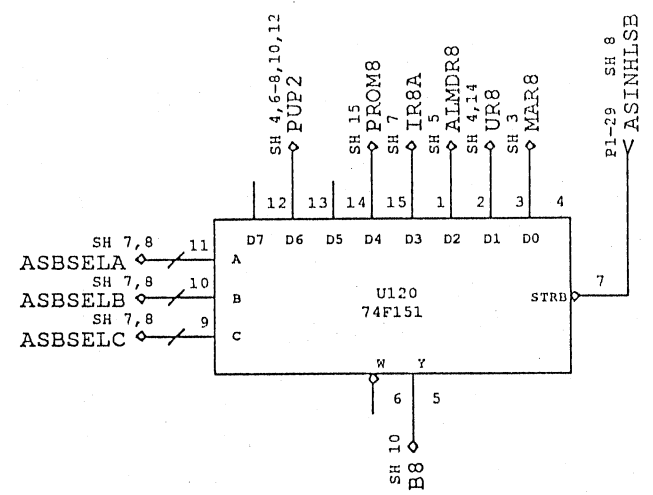 SH 4,6-8,10,12
PUP2
SH 15
PROM8
SH 7
IR8A
SH 5
ALMDR8
SH 4,14
UR8
SH 3
MAR8
P1-29 SH 8
ASINHLSB
12 13 14 15 1 2 3 4
D7 D6 D5 D4 D3 D2 D1 D0
SH 7,8
ASBSELA 11 A
SH 7,8
ASBSELB 10 B
SH 7,8
ASBSELC 9 C
U120
74F151
STRB 7
W Y
6 5
SH 10
B8